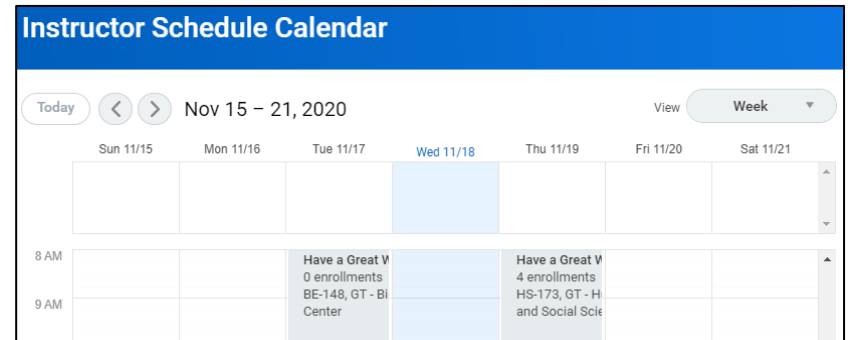 Instructor Schedule Calendar
Today Nov 15 – 21, 2020 View Week
Sun 11/15 Mon 11/16 Tue 11/17 Wed 11/18 Thu 11/19 Fri 11/20 Sat 11/21
8 AM
Have a Great W
0 enrollments
BE-148, GT - Bi
Center
Have a Great W
4 enrollments
HS-173, GT - H
and Social Scie
9 AM